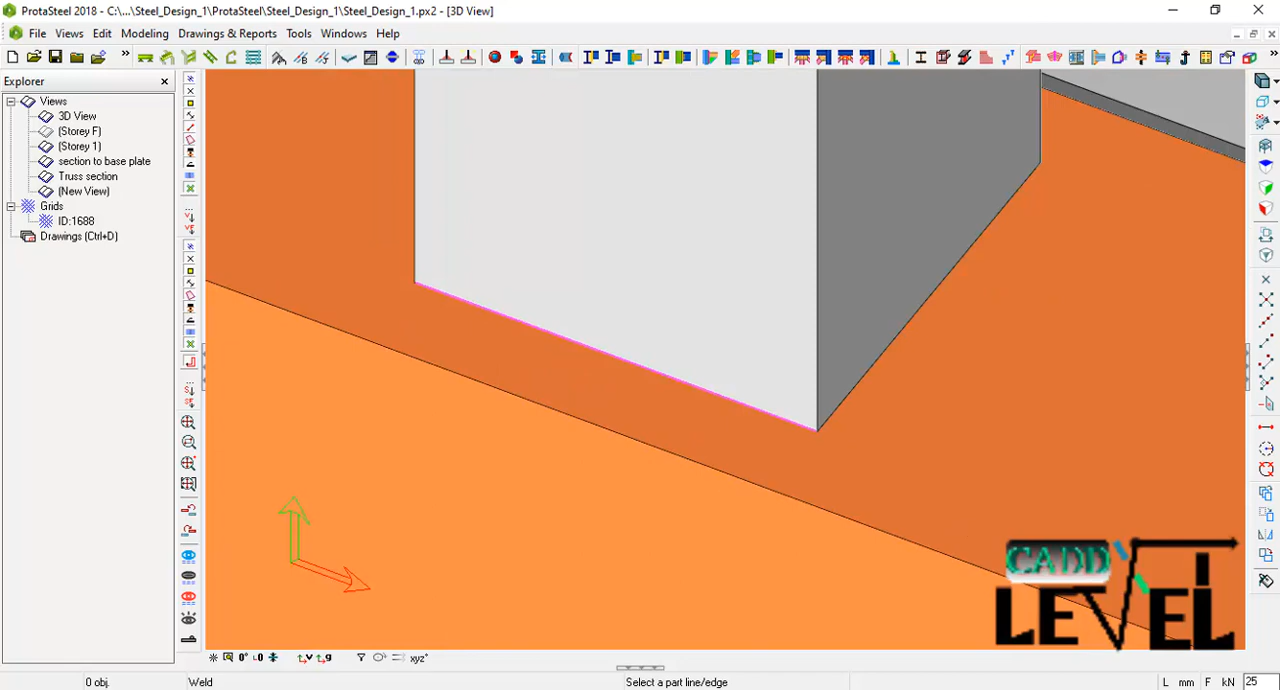 ProtaSteel 2018 - C:\...\Steel_Design_1\ProtaSteel\Steel_Design_1\Steel_Design_1.px2 - [3D View]
File Views Edit Modeling Drawings & Reports Tools Windows Help
Explorer
Views
3D View
(Storey F)
(Storey 1)
section to base plate
Truss section
(New View)
Grids
ID:1688
Drawings (Ctrl+D)
CADD
LEVEL
xyz
0 obj. Weld Select a part line/edge L mm F kN 25